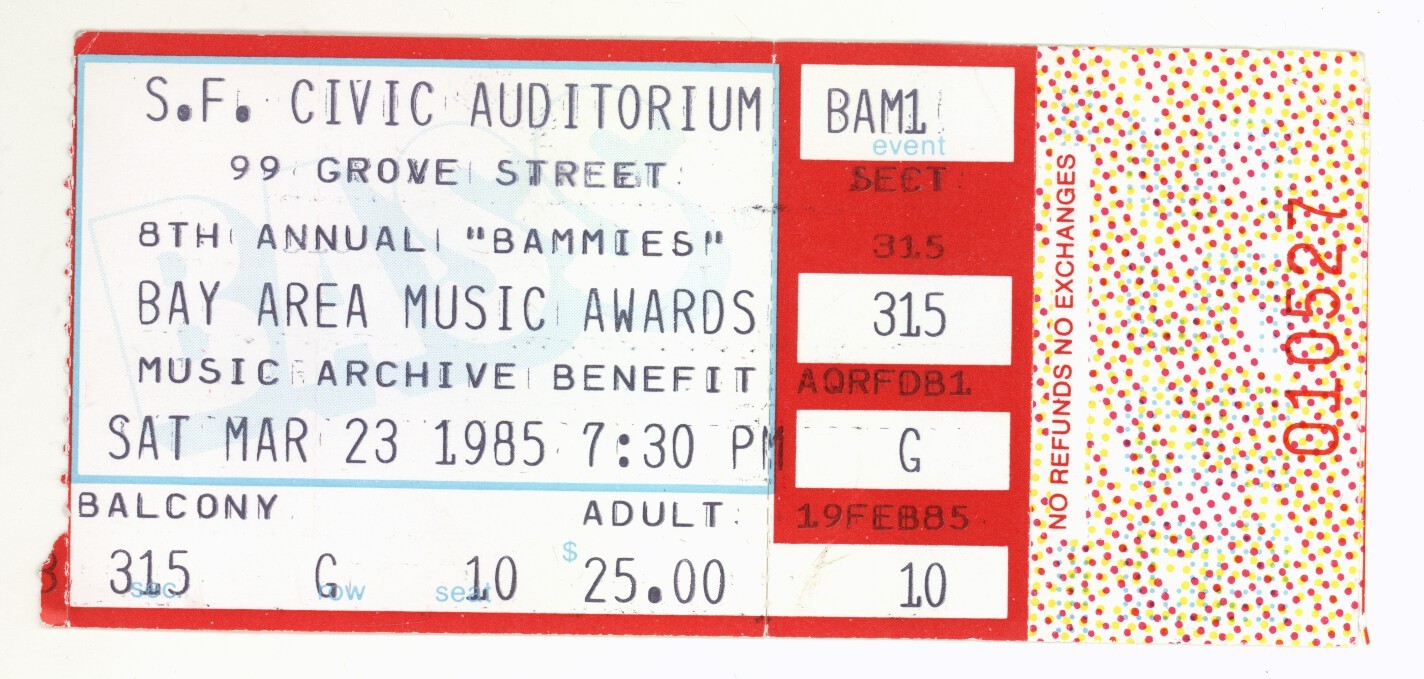 S.F. CIVIC AUDITORIUM
99 GROVE STREET
8TH ANNUAL "BAMMIES"
BAY AREA MUSIC AWARDS
MUSIC ARCHIVE BENEFIT
SAT MAR 23 1985 7:30 PM
BALCONY ADULT
315 G 10 $25.00
sec. row seat
BASS
BAM1
event
SECT
315
315
AQRFDB1
G
19FEB85
10
NO REFUNDS NO EXCHANGES
010527